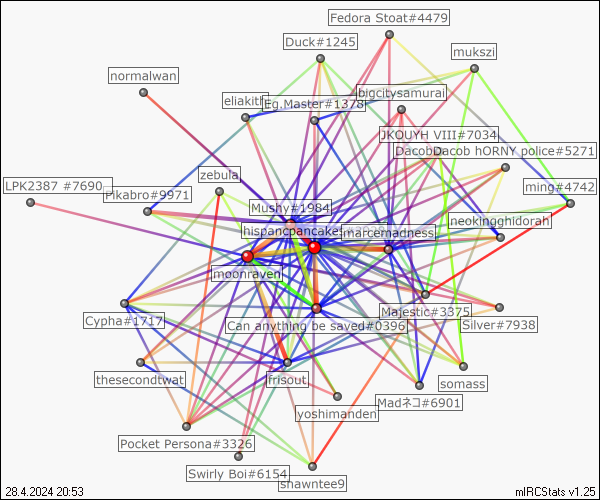 Fedora Stoat#4479
Duck#1245
mukszi
normalwan
bigcitysamurai
eliakith
Eg.Master#1378
JKOUYH VIII#7034
Dacob hORNY police#5271
zebula
LPK2387 #7690
ming#4742
Pikabro#9971
Mushy#1984
neokingghidorah
marcemadness
moonraven
Majestic#3375
Silver#7938
Cypha#1717
Can anything be saved#0396
thesecondtwat
frisout
somass
yoshimanden
Madネコ#6901
Pocket Persona#3326
Swirly Boi#6154
shawntee9
28.4.2024 20:53
mIRCStats v1.25